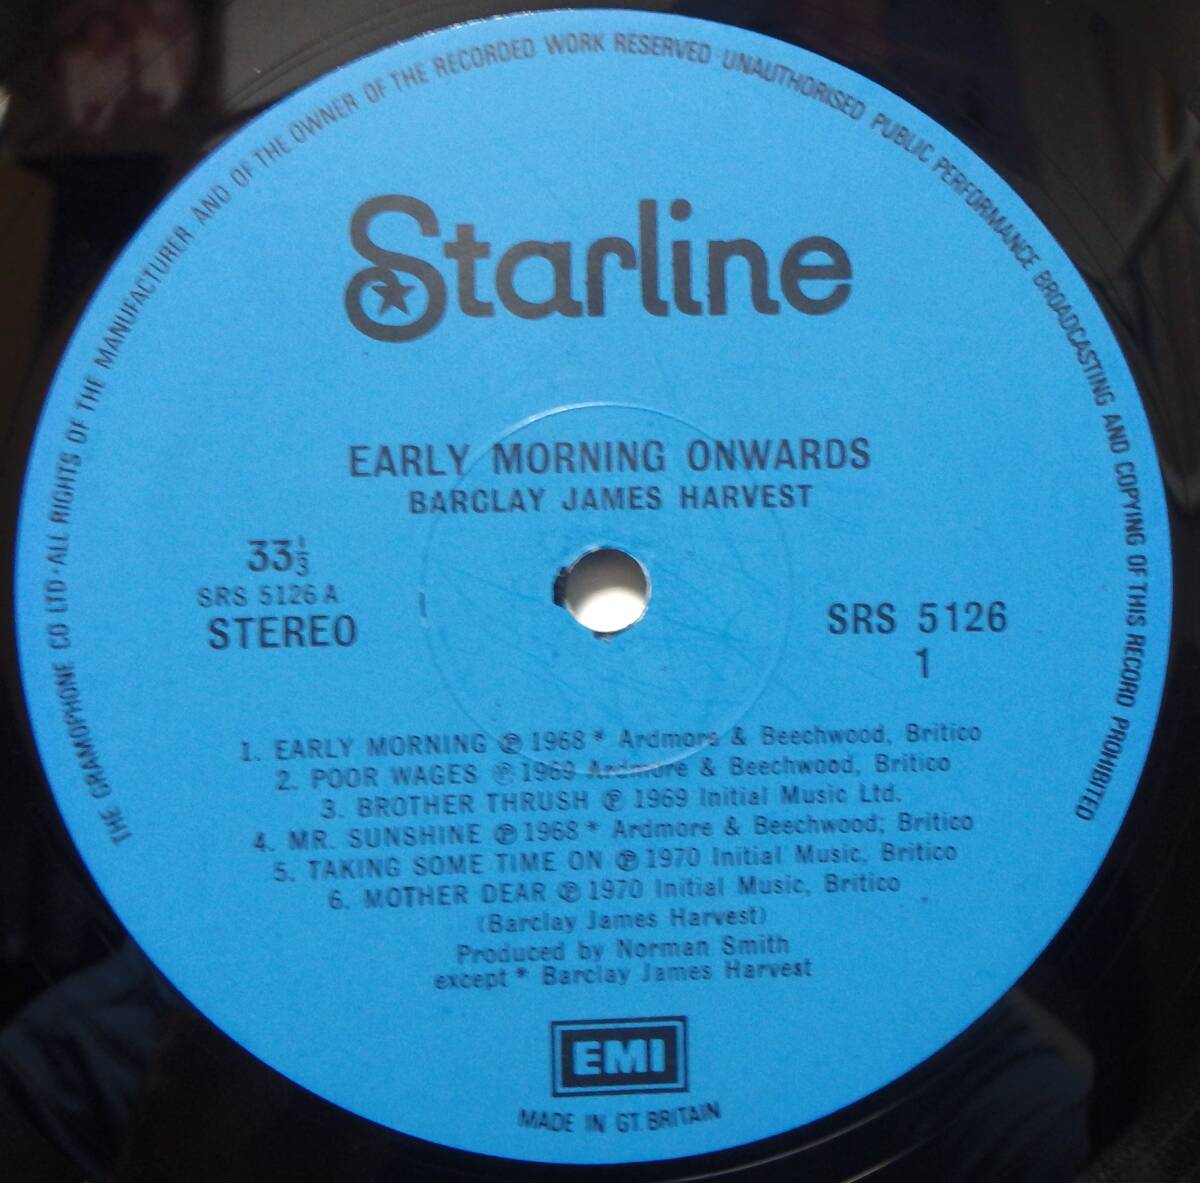 THE GRAMOPHONE CO LTD · ALL RIGHTS OF THE MANUFACTURER AND OF THE OWNER OF THE RECORDED WORK RESERVED UNAUTHORISED PUBLIC PERFORMANCE BROADCASTING AND COPYING OF THIS RECORD PROHIBITED
Starline
EARLY MORNING ONWARDS
BARCLAY JAMES HARVEST
33⅓
SRS 5126 A
STEREO
SRS 5126
1
1. EARLY MORNING ℗ 1968 * Ardmore & Beechwood, Britico
2. POOR WAGES ℗ 1969 Ardmore & Beechwood, Britico
3. BROTHER THRUSH ℗ 1969 Initial Music Ltd.
4. MR. SUNSHINE ℗ 1968 * Ardmore & Beechwood; Britico
5. TAKING SOME TIME ON ℗ 1970 Initial Music, Britico
6. MOTHER DEAR ℗ 1970 Initial Music, Britico
(Barclay James Harvest)
Produced by Norman Smith
except * Barclay James Harvest
EMI
MADE IN GT BRITAIN